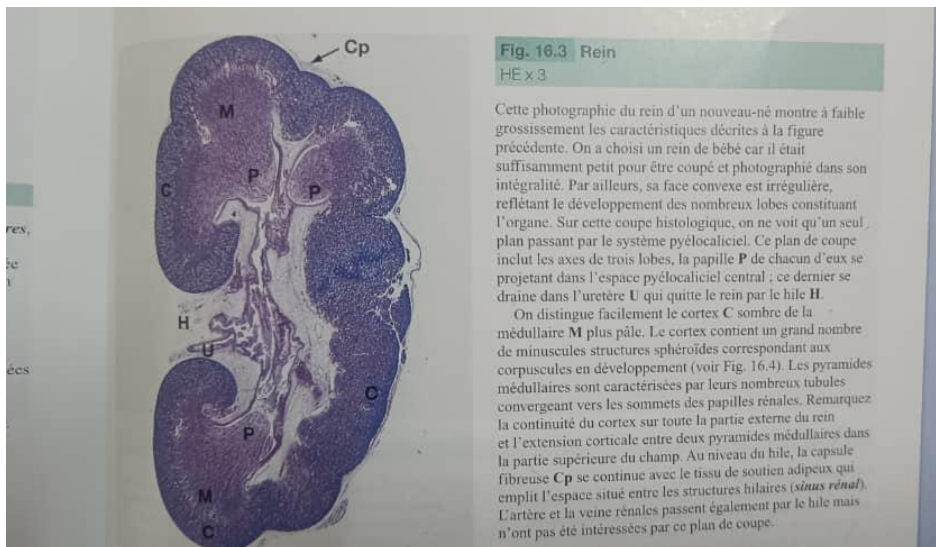 res,
ées
Cp
M
P
P
C
H
U
C
P
M
C
Fig. 16.3 Rein
HE x 3
Cette photographie du rein d'un nouveau-né montre à faible
grossissement les caractéristiques décrites à la figure
précédente. On a choisi un rein de bébé car il était
suffisamment petit pour être coupé et photographié dans son
intégralité. Par ailleurs, sa face convexe est irrégulière,
reflétant le développement des nombreux lobes constituant
l'organe. Sur cette coupe histologique, on ne voit qu'un seul
plan passant par le système pyélocaliciel. Ce plan de coupe
inclut les axes de trois lobes, la papille P de chacun d'eux se
projetant dans l'espace pyélocaliciel central ; ce dernier se
draine dans l'uretère U qui quitte le rein par le hile H.
On distingue facilement le cortex C sombre de la
médullaire M plus pâle. Le cortex contient un grand nombre
de minuscules structures sphéroïdes correspondant aux
corpuscules en développement (voir Fig. 16.4). Les pyramides
médullaires sont caractérisées par leurs nombreux tubules
convergeant vers les sommets des papilles rénales. Remarquez
la continuité du cortex sur toute la partie externe du rein
et l'extension corticale entre deux pyramides médullaires dans
la partie supérieure du champ. Au niveau du hile, la capsule
fibreuse Cp se continue avec le tissu de soutien adipeux qui
emplit l'espace situé entre les structures hilaires (sinus rénal).
L'artère et la veine rénales passent également par le hile mais
n'ont pas été intéressées par ce plan de coupe.